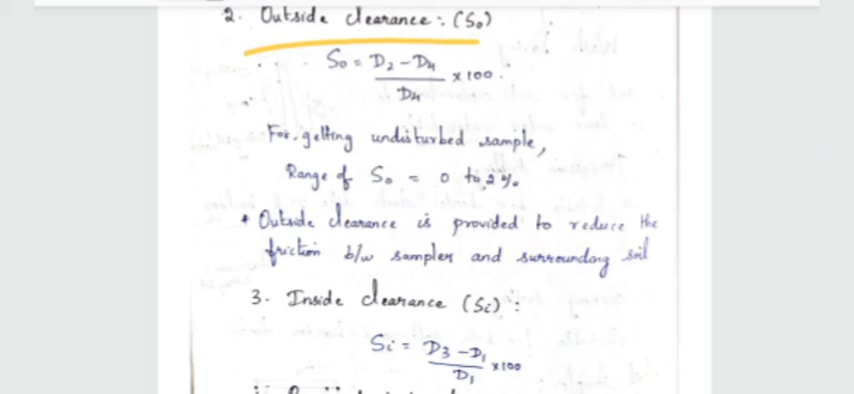 2. Outside clearance : (So)
So = D2 - D4 / D4 x 100.
For getting undisturbed sample,
Range of So = 0 to 2 %.
* Outside clearance is provided to reduce the
friction b/w sampler and surrounding soil
3. Inside clearance (Si) :
Si = D3 - D1 / D1 x 100